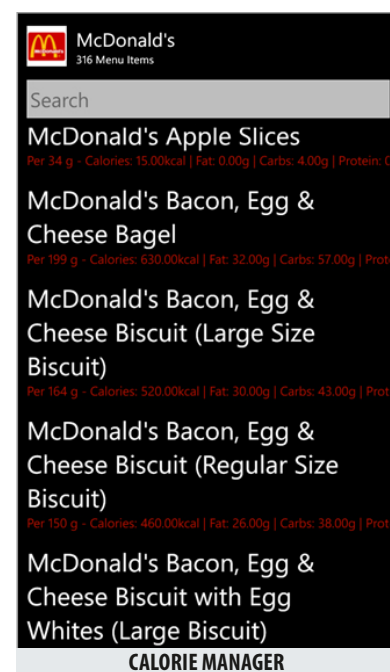 McDonald's
McDonald's
316 Menu Items
Search
McDonald's Apple Slices
Per 34 g - Calories: 15.00kcal | Fat: 0.00g | Carbs: 4.00g | Protein:
McDonald's Bacon, Egg &
Cheese Bagel
Per 199 g - Calories: 630.00kcal | Fat: 32.00g | Carbs: 57.00g | Prot
McDonald's Bacon, Egg &
Cheese Biscuit (Large Size
Biscuit)
Per 164 g - Calories: 520.00kcal | Fat: 30.00g | Carbs: 43.00g | Prot
McDonald's Bacon, Egg &
Cheese Biscuit (Regular Size
Biscuit)
Per 150 g - Calories: 460.00kcal | Fat: 26.00g | Carbs: 38.00g | Prot
McDonald's Bacon, Egg &
Cheese Biscuit with Egg
Whites (Large Biscuit)
CALORIE MANAGER